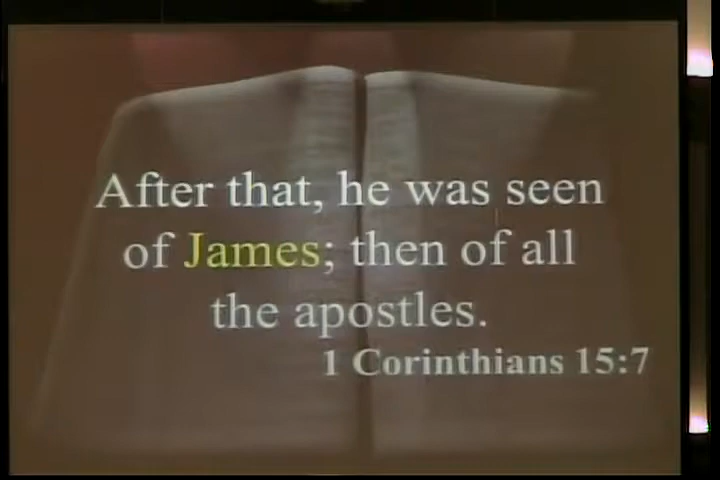 After that, he was seen
of James; then of all
the apostles.
1 Corinthians 15:7